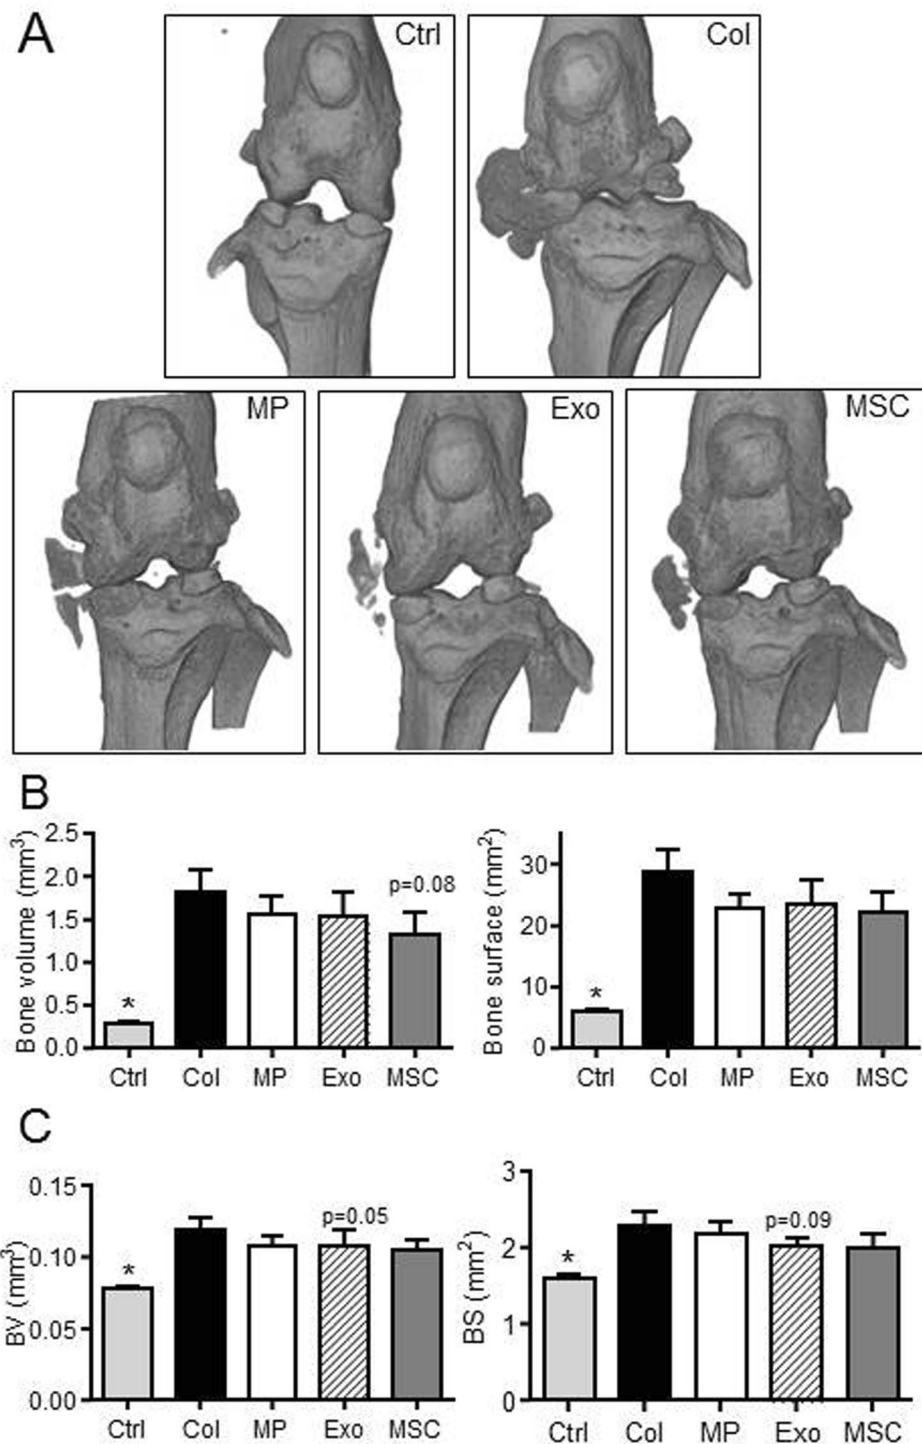 A
Ctrl
Col
MP
Exo
MSC
B
Bone volume (mm³)
2.5
2.0
1.5
1.0
0.5
0.0
*
p=0.08
Ctrl
Col
MP
Exo
MSC
Bone surface (mm²)
30
20
10
0
*
Ctrl
Col
MP
Exo
MSC
C
BV (mm³)
0.15
0.10
0.05
0.00
*
p=0.05
Ctrl
Col
MP
Exo
MSC
BS (mm²)
3
2
1
0
*
p=0.09
Ctrl
Col
MP
Exo
MSC